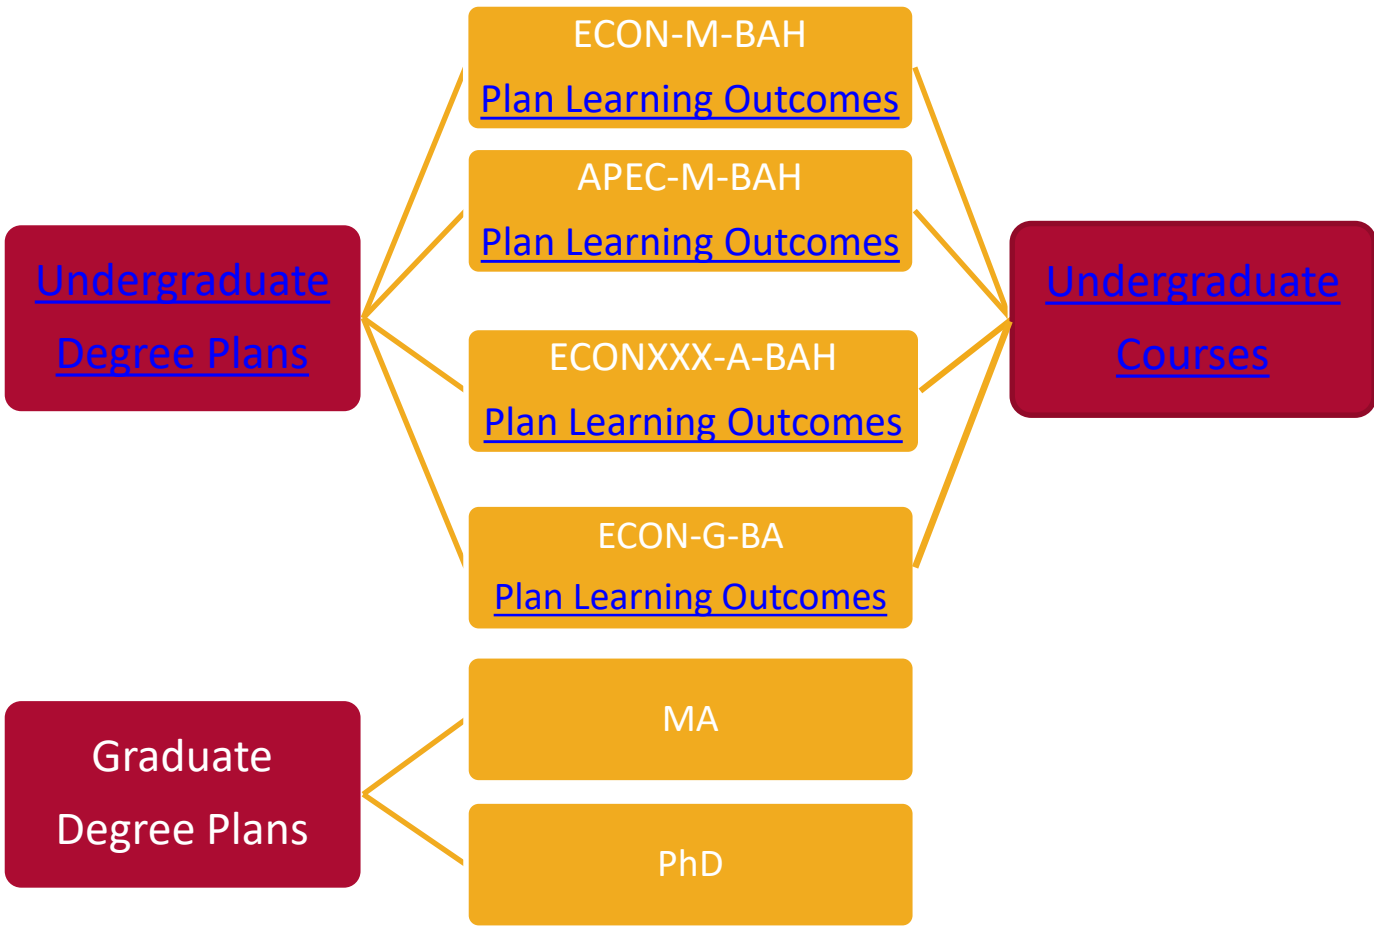 ECON-M-BAH
Plan Learning Outcomes
APEC-M-BAH
Plan Learning Outcomes
Undergraduate
Degree Plans
Undergraduate
Courses
ECONXXX-A-BAH
Plan Learning Outcomes
ECON-G-BA
Plan Learning Outcomes
Graduate
Degree Plans
MA
PhD